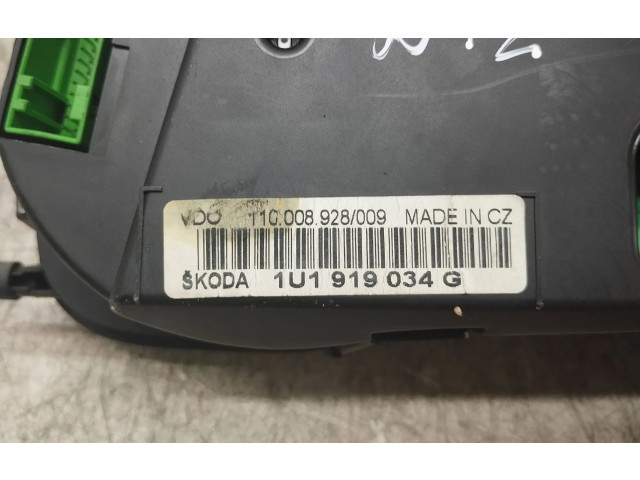 VDO 110.008.928/009 MADE IN CZ
ŠKODA 1U1 919 034 G